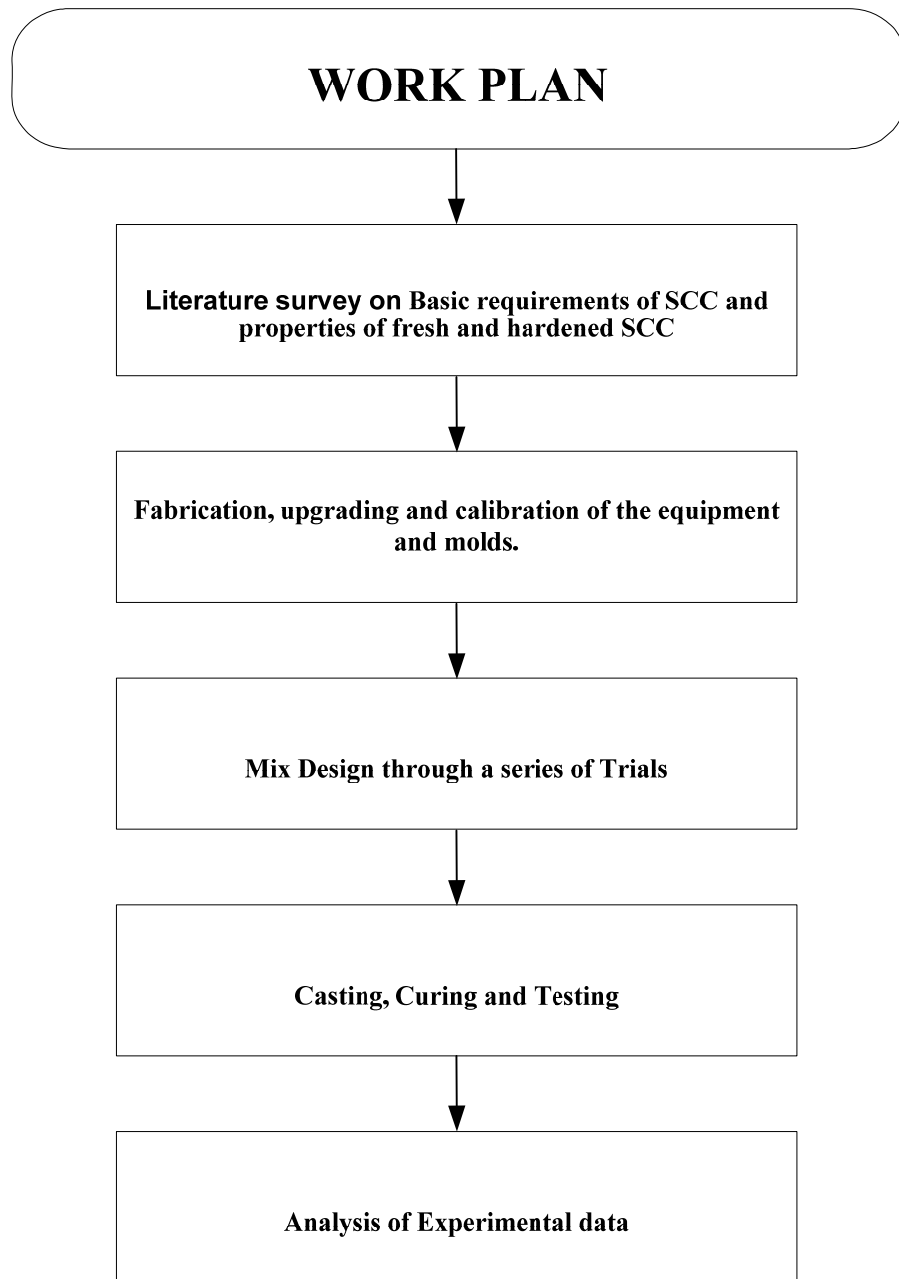 WORK PLAN
Literature survey on Basic requirements of SCC and
properties of fresh and hardened SCC
Fabrication, upgrading and calibration of the equipment
and molds.
Mix Design through a series of Trials
Casting, Curing and Testing
Analysis of Experimental data